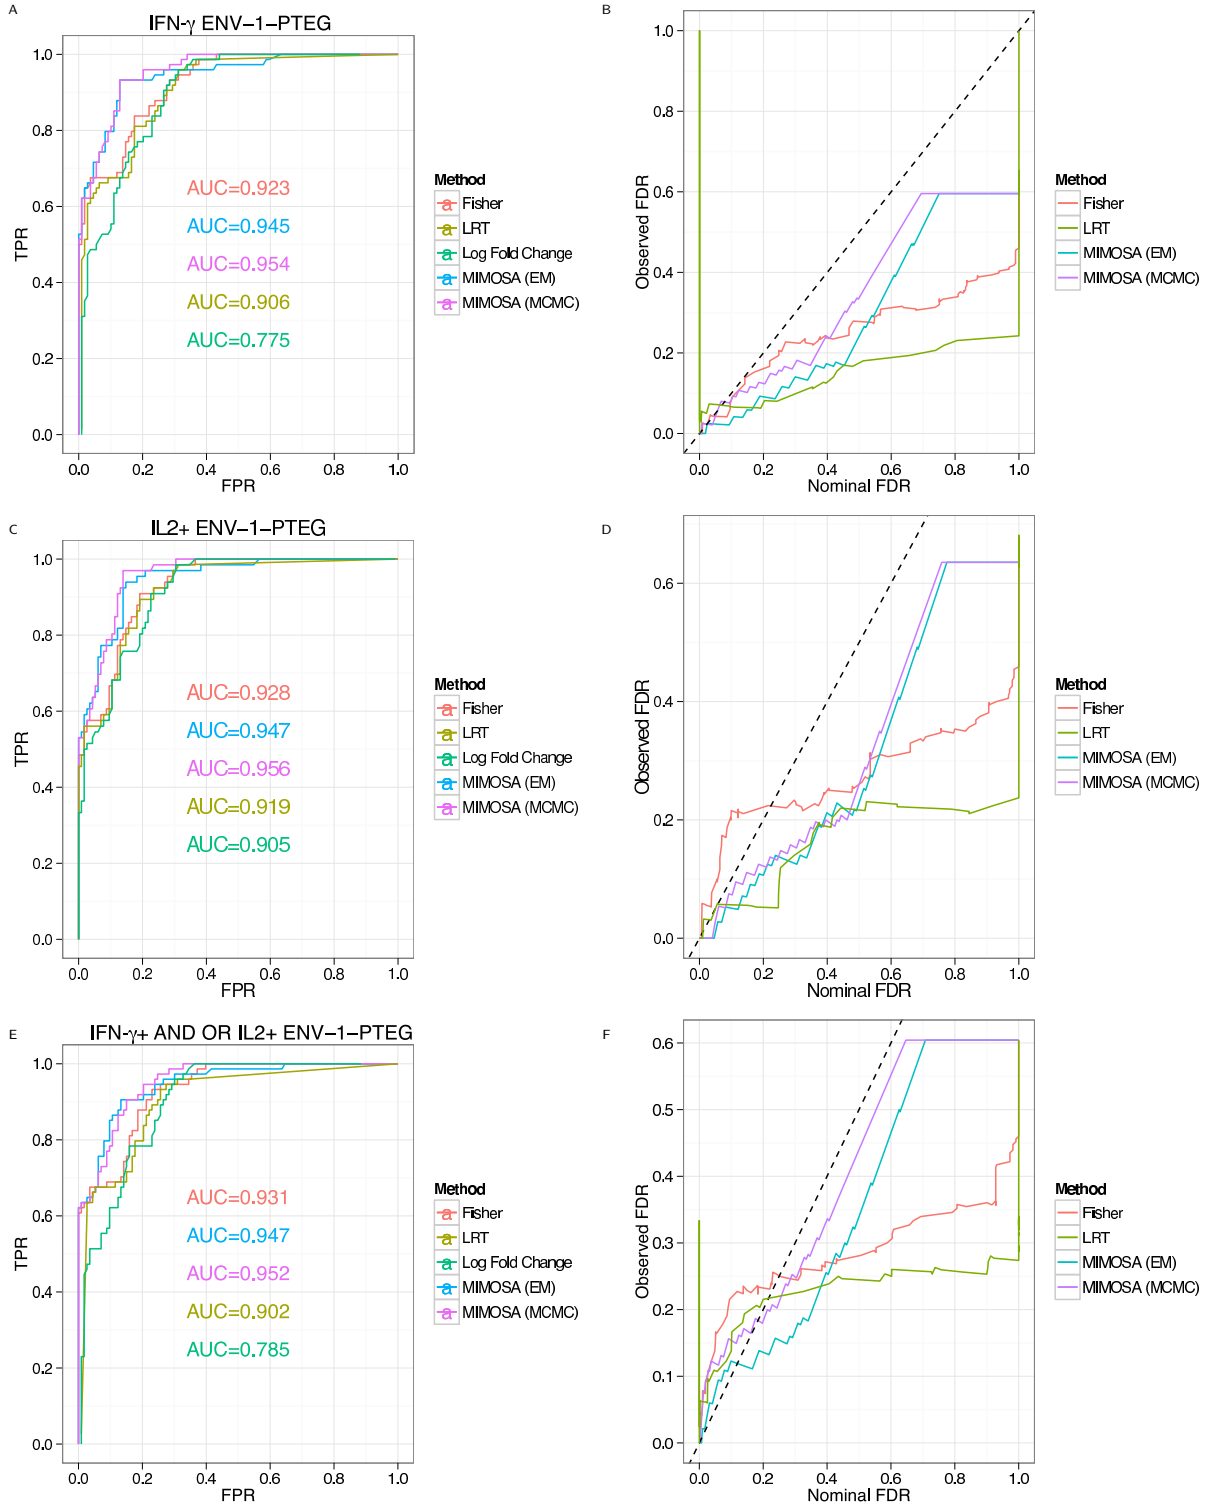 A
IFN-γ ENV-1-PTEG
1.0
0.8
0.6
0.4
0.2
0.0
TPR
0.0 0.2 0.4 0.6 0.8 1.0
FPR
AUC=0.923
AUC=0.945
AUC=0.954
AUC=0.906
AUC=0.775
Method
a Fisher
a LRT
a Log Fold Change
a MIMOSA (EM)
a MIMOSA (MCMC)
B
1.0
0.8
0.6
0.4
0.2
0.0
Observed FDR
0.0 0.2 0.4 0.6 0.8 1.0
Nominal FDR
Method
Fisher
LRT
MIMOSA (EM)
MIMOSA (MCMC)
C
IL2+ ENV-1-PTEG
1.0
0.8
0.6
0.4
0.2
0.0
TPR
0.0 0.2 0.4 0.6 0.8 1.0
FPR
AUC=0.928
AUC=0.947
AUC=0.956
AUC=0.919
AUC=0.905
Method
a Fisher
a LRT
a Log Fold Change
a MIMOSA (EM)
a MIMOSA (MCMC)
D
0.6
0.4
0.2
0.0
Observed FDR
0.0 0.2 0.4 0.6 0.8 1.0
Nominal FDR
Method
Fisher
LRT
MIMOSA (EM)
MIMOSA (MCMC)
E
IFN-γ+ AND OR IL2+ ENV-1-PTEG
1.0
0.8
0.6
0.4
0.2
0.0
TPR
0.0 0.2 0.4 0.6 0.8 1.0
FPR
AUC=0.931
AUC=0.947
AUC=0.952
AUC=0.902
AUC=0.785
Method
a Fisher
a LRT
a Log Fold Change
a MIMOSA (EM)
a MIMOSA (MCMC)
F
0.6
0.5
0.4
0.3
0.2
0.1
0.0
Observed FDR
0.0 0.2 0.4 0.6 0.8 1.0
Nominal FDR
Method
Fisher
LRT
MIMOSA (EM)
MIMOSA (MCMC)